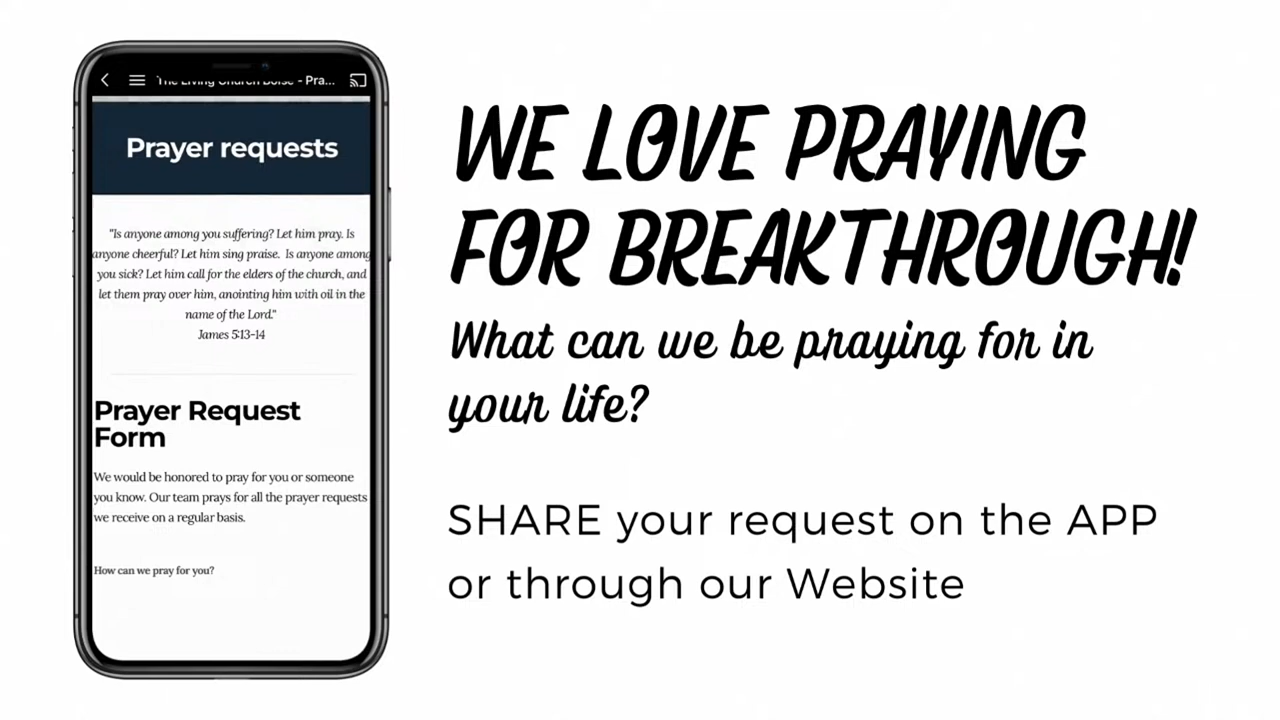 The Living Church Boise - Pra...
Prayer requests
"Is anyone among you suffering? Let him pray. Is
anyone cheerful? Let him sing praise. Is anyone among
you sick? Let him call for the elders of the church, and
let them pray over him, anointing him with oil in the
name of the Lord."
James 5:13-14
Prayer Request
Form
We would be honored to pray for you or someone
you know. Our team prays for all the prayer requests
we receive on a regular basis.
How can we pray for you?
WE LOVE PRAYING
FOR BREAKTHROUGH!
What can we be praying for in
your life?
SHARE your request on the APP
or through our Website